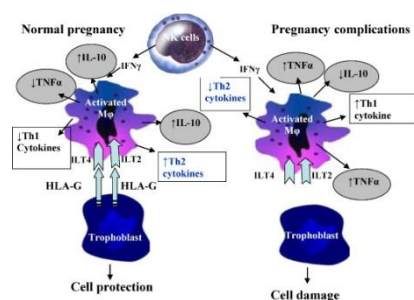 Normal pregnancy
Pregnancy complications
NK cells
↑IL-10
IFNγ
↓TNFα
Activated
Mφ
↑IL-10
↓Th1
Cytokines
ILT4
ILT2
↑Th2
cytokines
HLA-G
HLA-G
Trophoblast
Cell protection
IFNγ
↑TNFα
↓IL-10
↓Th2
cytokines
Activated
Mφ
↑Th1
cytokine
ILT4
ILT2
↑TNFα
Trophoblast
Cell damage